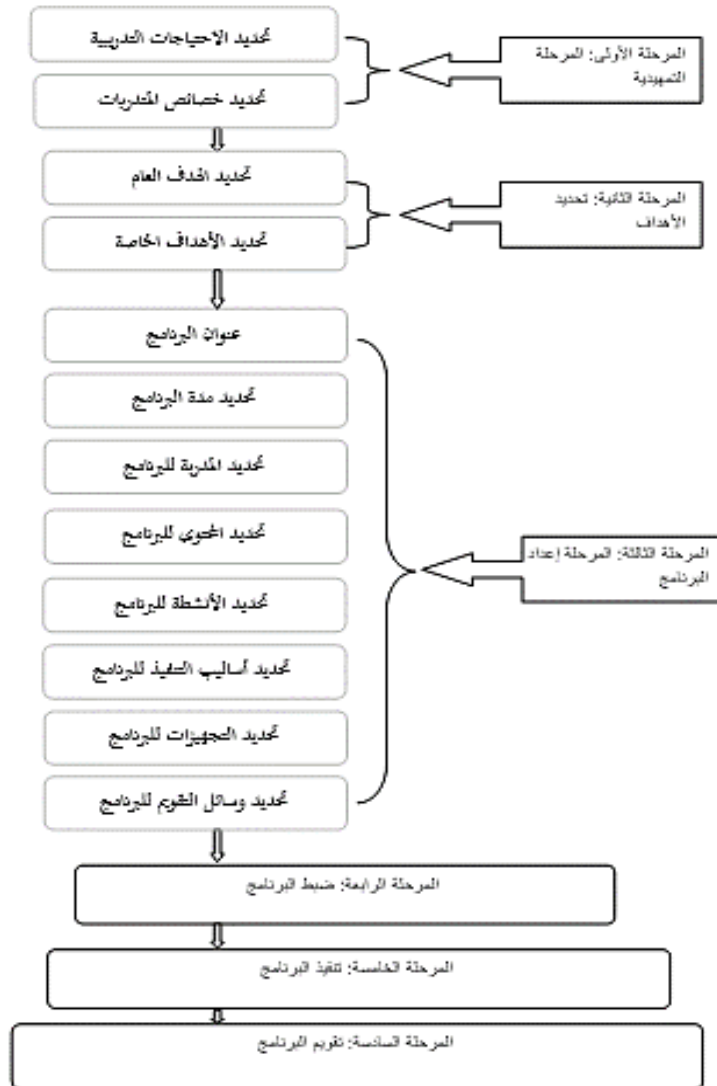 تحديد الاحتياجات التدريبية
المرحلة الأولى: المرحلة
التمهيدية
تحديد خصائص المتدربات
تحديد الهدف العام
المرحلة الثانية: تحديد
الأهداف
تحديد الأهداف الخاصة
عنوان البرنامج
تحديد مدة البرنامج
تحديد المدربة للبرنامج
تحديد المحتوي للبرنامج
المرحلة الثالثة: المرحلة إعداد
البرنامج
تحديد الأنشطة للبرنامج
تحديد أساليب التنفيذ للبرنامج
تحديد التجهيزات للبرنامج
تحديد وسائل التقويم للبرنامج
المرحلة الرابعة: ضبط البرنامج
المرحلة الخامسة: تنفيذ البرنامج
المرحلة السادسة: تقويم البرنامج